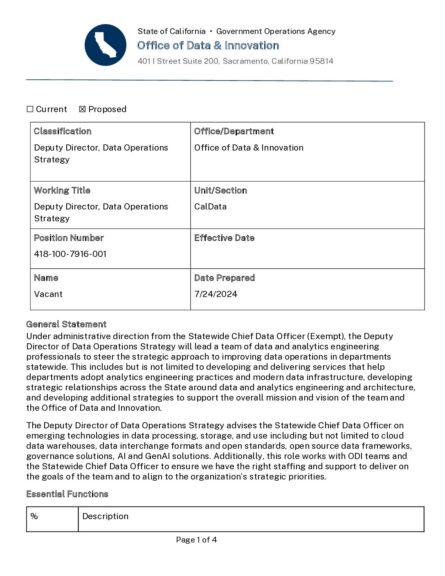 State of California • Government Operations Agency
Office of Data & Innovation
401 I Street Suite 200, Sacramento, California 95814
☐ Current ☒ Proposed
Classification
Deputy Director, Data Operations
Strategy
Office/Department
Office of Data & Innovation
Working Title
Deputy Director, Data Operations
Strategy
Unit/Section
CalData
Position Number
418-100-7916-001
Effective Date
Name
Vacant
Date Prepared
7/24/2024
General Statement
Under administrative direction from the Statewide Chief Data Officer (Exempt), the Deputy
Director of Data Operations Strategy will lead a team of data and analytics engineering
professionals to steer the strategic approach to improving data operations in departments
statewide. This includes but is not limited to developing and delivering services that help
departments adopt analytics engineering practices and modern data infrastructure, developing
strategic relationships across the State around data and analytics engineering and architecture,
and developing additional strategies to support the overall mission and vision of the team and
the Office of Data and Innovation.
The Deputy Director of Data Operations Strategy advises the Statewide Chief Data Officer on
emerging technologies in data processing, storage, and use including but not limited to cloud
data warehouses, data interchange formats and open standards, open source data frameworks,
governance solutions, AI and GenAI solutions. Additionally, this role works with ODI teams and
the Statewide Chief Data Officer to ensure we have the right staffing and support to deliver on
the goals of the team and to align to the organization's strategic priorities.
Essential Functions
%
Description
Page 1 of 4